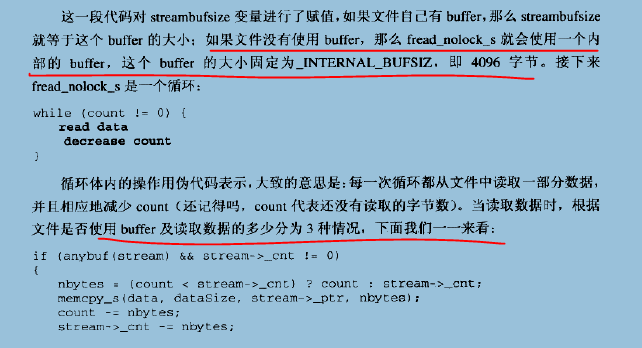 这一段代码对 streambufsize 变量进行了赋值，如果文件自己有 buffer，那么 streambufsize
就等于这个 buffer 的大小；如果文件没有使用 buffer，那么 fread_nolock_s 就会使用一个内
部的 buffer，这个 buffer 的大小固定为_INTERNAL_BUFSIZ，即 4096 字节。接下来
fread_nolock_s 是一个循环：
while (count != 0) {
read data
decrease count
}
循环体内的操作用伪代码表示，大致的意思是：每一次循环都从文件中读取一部分数据，
并且相应地减少 count（还记得吗，count 代表还没有读取的字节数）。当读取数据时，根据
文件是否使用 buffer 及读取数据的多少分为 3 种情况，下面我们一一来看：
if (anybuf(stream) && stream->_cnt != 0)
{
nbytes = (count < stream->_cnt) ? count : stream->_cnt;
memcpy_s(data, dataSize, stream->_ptr, nbytes);
count -= nbytes;
stream->_cnt -= nbytes;